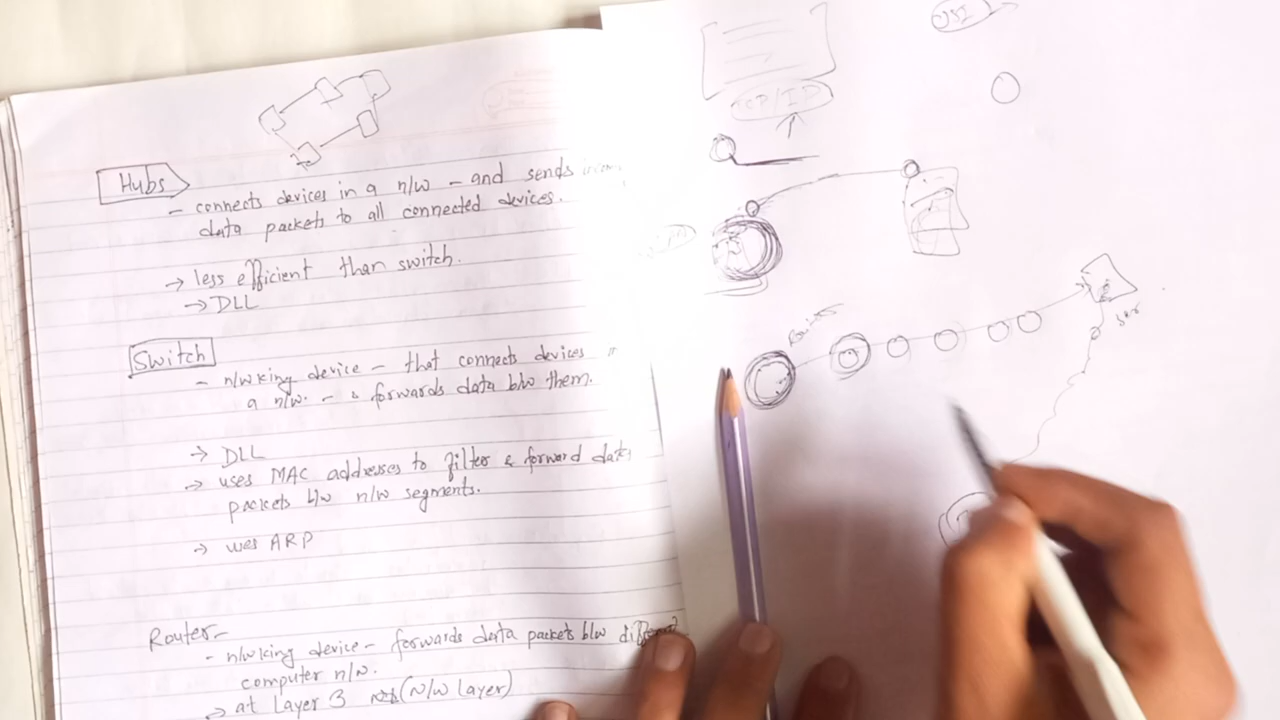 Hubs
- connects devices in a n/w - and sends
data packets to all connected devices.
→ less efficient than switch.
→ DLL
Switch
- n/wking device - that connects devices
a n/w. - & forwards data b/w them.
→ DLL
→ uses MAC addresses to filter & forward data
packets b/w n/w segments.
→ uses ARP
Router-
- n/wking device - forwards data packets b/w different
computer n/w.
→ at Layer 3 (N/W Layer)
TCP/IP
OSI